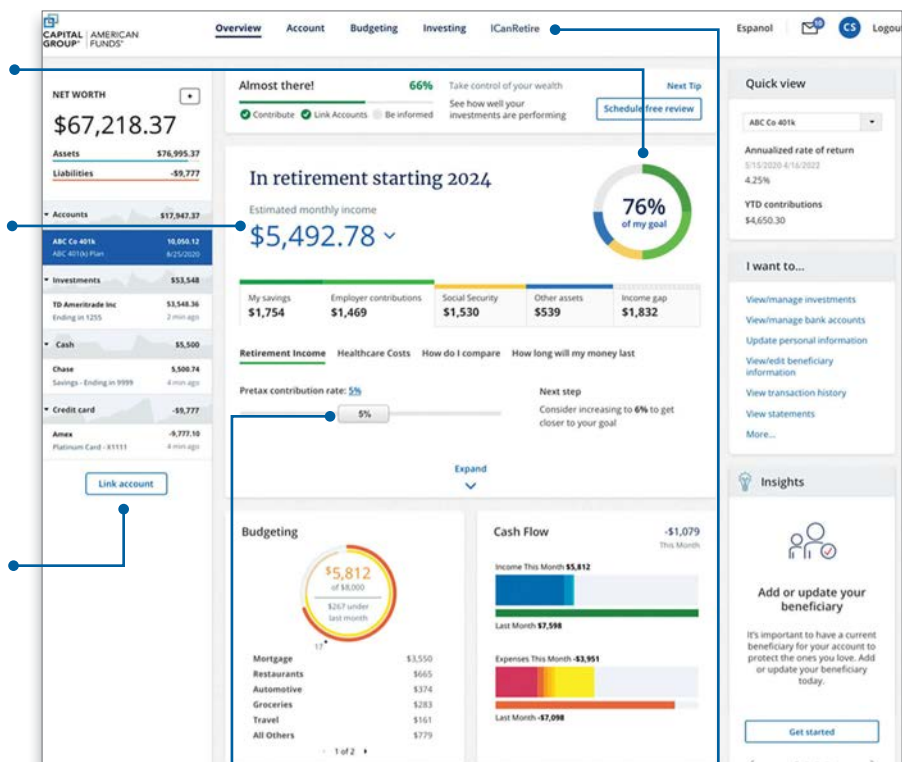 CAPITAL | AMERICAN
GROUP® | FUNDS®
Overview Account Budgeting Investing ICanRetire
Espanol
10
CS
Logou
NET WORTH
+
$67,218.37
Assets $76,995.37
Liabilities -$9,777
Accounts $17,947.37
ABC Co 401k 10,050.12
ABC 401(k) Plan 8/25/2020
Investments $53,548
TD Ameritrade Inc 53,548.36
Ending in 1255 2 min ago
Cash $5,500
Chase 5,500.74
Savings - Ending in 9999 4 min ago
Credit card -$9,777
Amex -9,777.10
Platinum Card - X1111 4 min ago
Link account
Almost there! 66%
Contribute Link Accounts Be informed
Take control of your wealth
See how well your
investments are performing
Next Tip
Schedule free review
In retirement starting 2024
Estimated monthly income
$5,492.78
76%
of my goal
My savings
$1,754
Employer contributions
$1,469
Social Security
$1,530
Other assets
$539
Income gap
$1,832
Retirement Income Healthcare Costs How do I compare How long will my money last
Pretax contribution rate: 5%
5%
Next step
Consider increasing to 6% to get
closer to your goal
Expand
Budgeting
$5,812
of $8,000
$267 under
last month
17
Mortgage $3,550
Restaurants $665
Automotive $374
Groceries $283
Travel $161
All Others $779
1 of 2
Cash Flow -$1,079
This Month
Income This Month $5,812
Last Month $7,598
Expenses This Month -$3,951
Last Month -$7,098
Quick view
ABC Co 401k
Annualized rate of return
5/15/2020-4/16/2022
4.25%
YTD contributions
$4,650.30
I want to...
View/manage investments
View/manage bank accounts
Update personal information
View/edit beneficiary
information
View transaction history
View statements
More...
Insights
Add or update your
beneficiary
It's important to have a current
beneficiary for your account to
protect the ones you love. Add
or update your beneficiary
today.
Get started